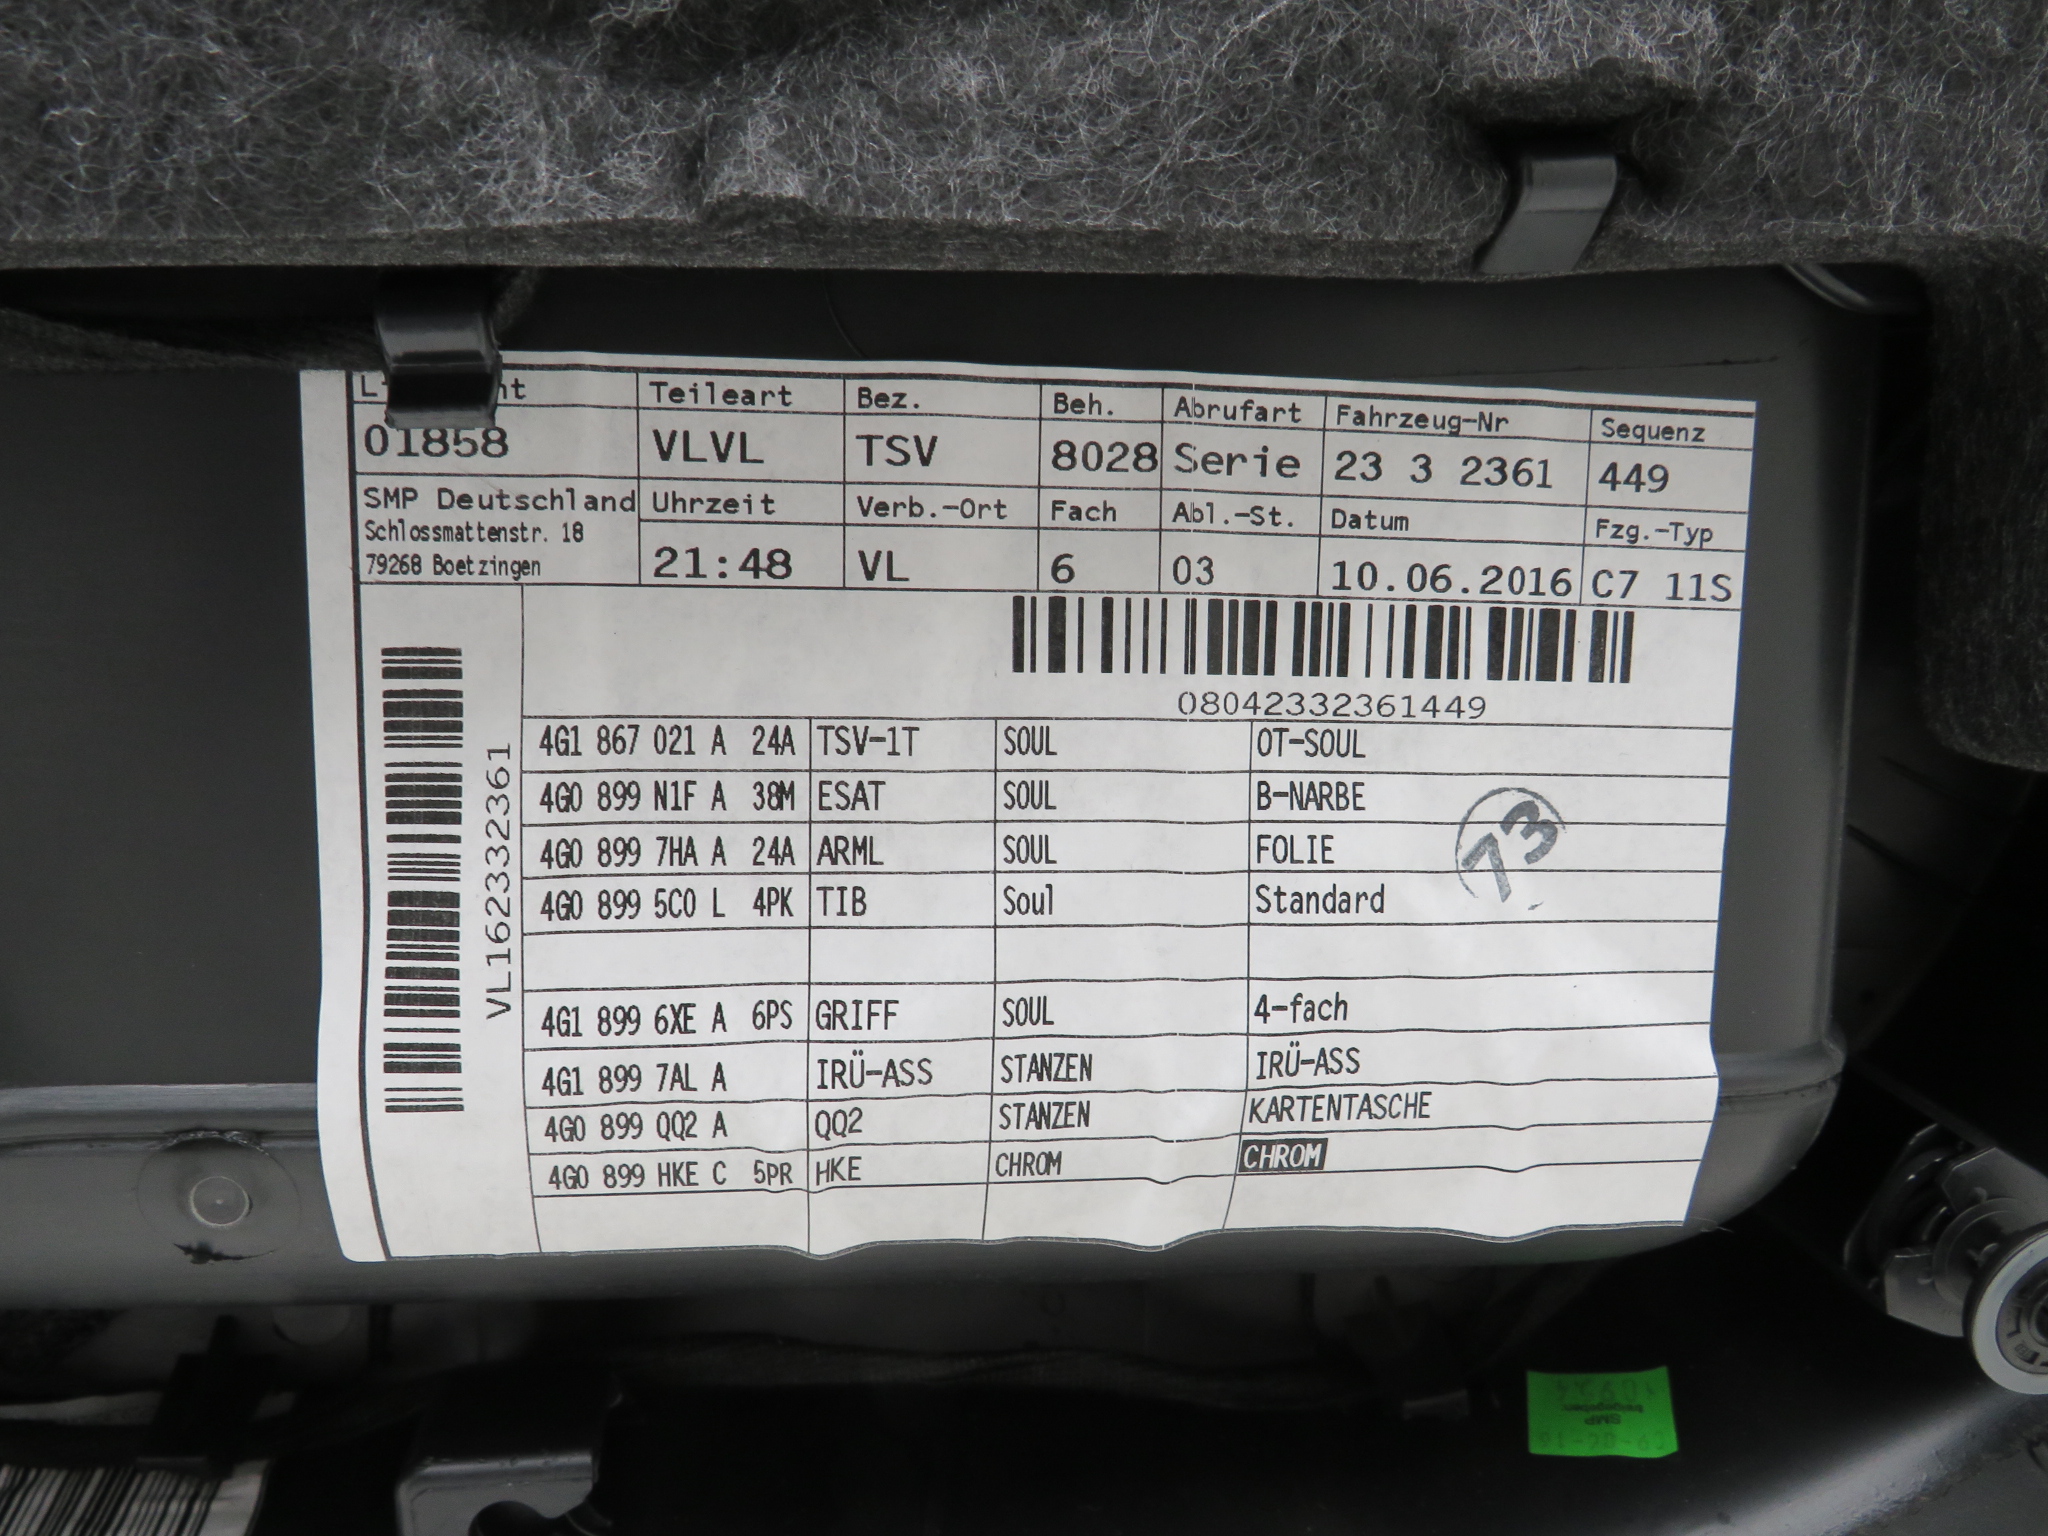 Teileart Bez. Beh. Abrufart Fahrzeug-Nr Sequenz
01858 VLVL TSV 8028 Serie 23 3 2361 449
SMP Deutschland Uhrzeit Verb.-Ort Fach Abl.-St. Datum Fzg.-Typ
Schlossmattenstr. 18
79268 Boetzingen 21:48 VL 6 03 10.06.2016 C7 11S
08042332361449
VL162332361
4G1 867 021 A 24A TSV-1T SOUL OT-SOUL
4G0 899 N1F A 38M ESAT SOUL B-NARBE
4G0 899 7HA A 24A ARML SOUL FOLIE
73
4G0 899 5C0 L 4PK TIB Soul Standard
4G1 899 6XE A 6PS GRIFF SOUL 4-fach
4G1 899 7AL A IRÜ-ASS STANZEN IRÜ-ASS
4G0 899 QQ2 A QQ2 STANZEN KARTENTASCHE
4G0 899 HKE C 5PR HKE CHROM CHROM
SMP